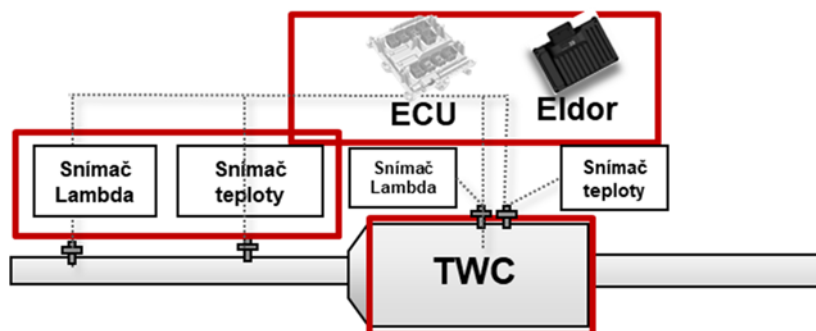 ECU
Eldor
Snímač
Lambda
Snímač
teploty
Snímač
Lambda
Snímač
teploty
TWC